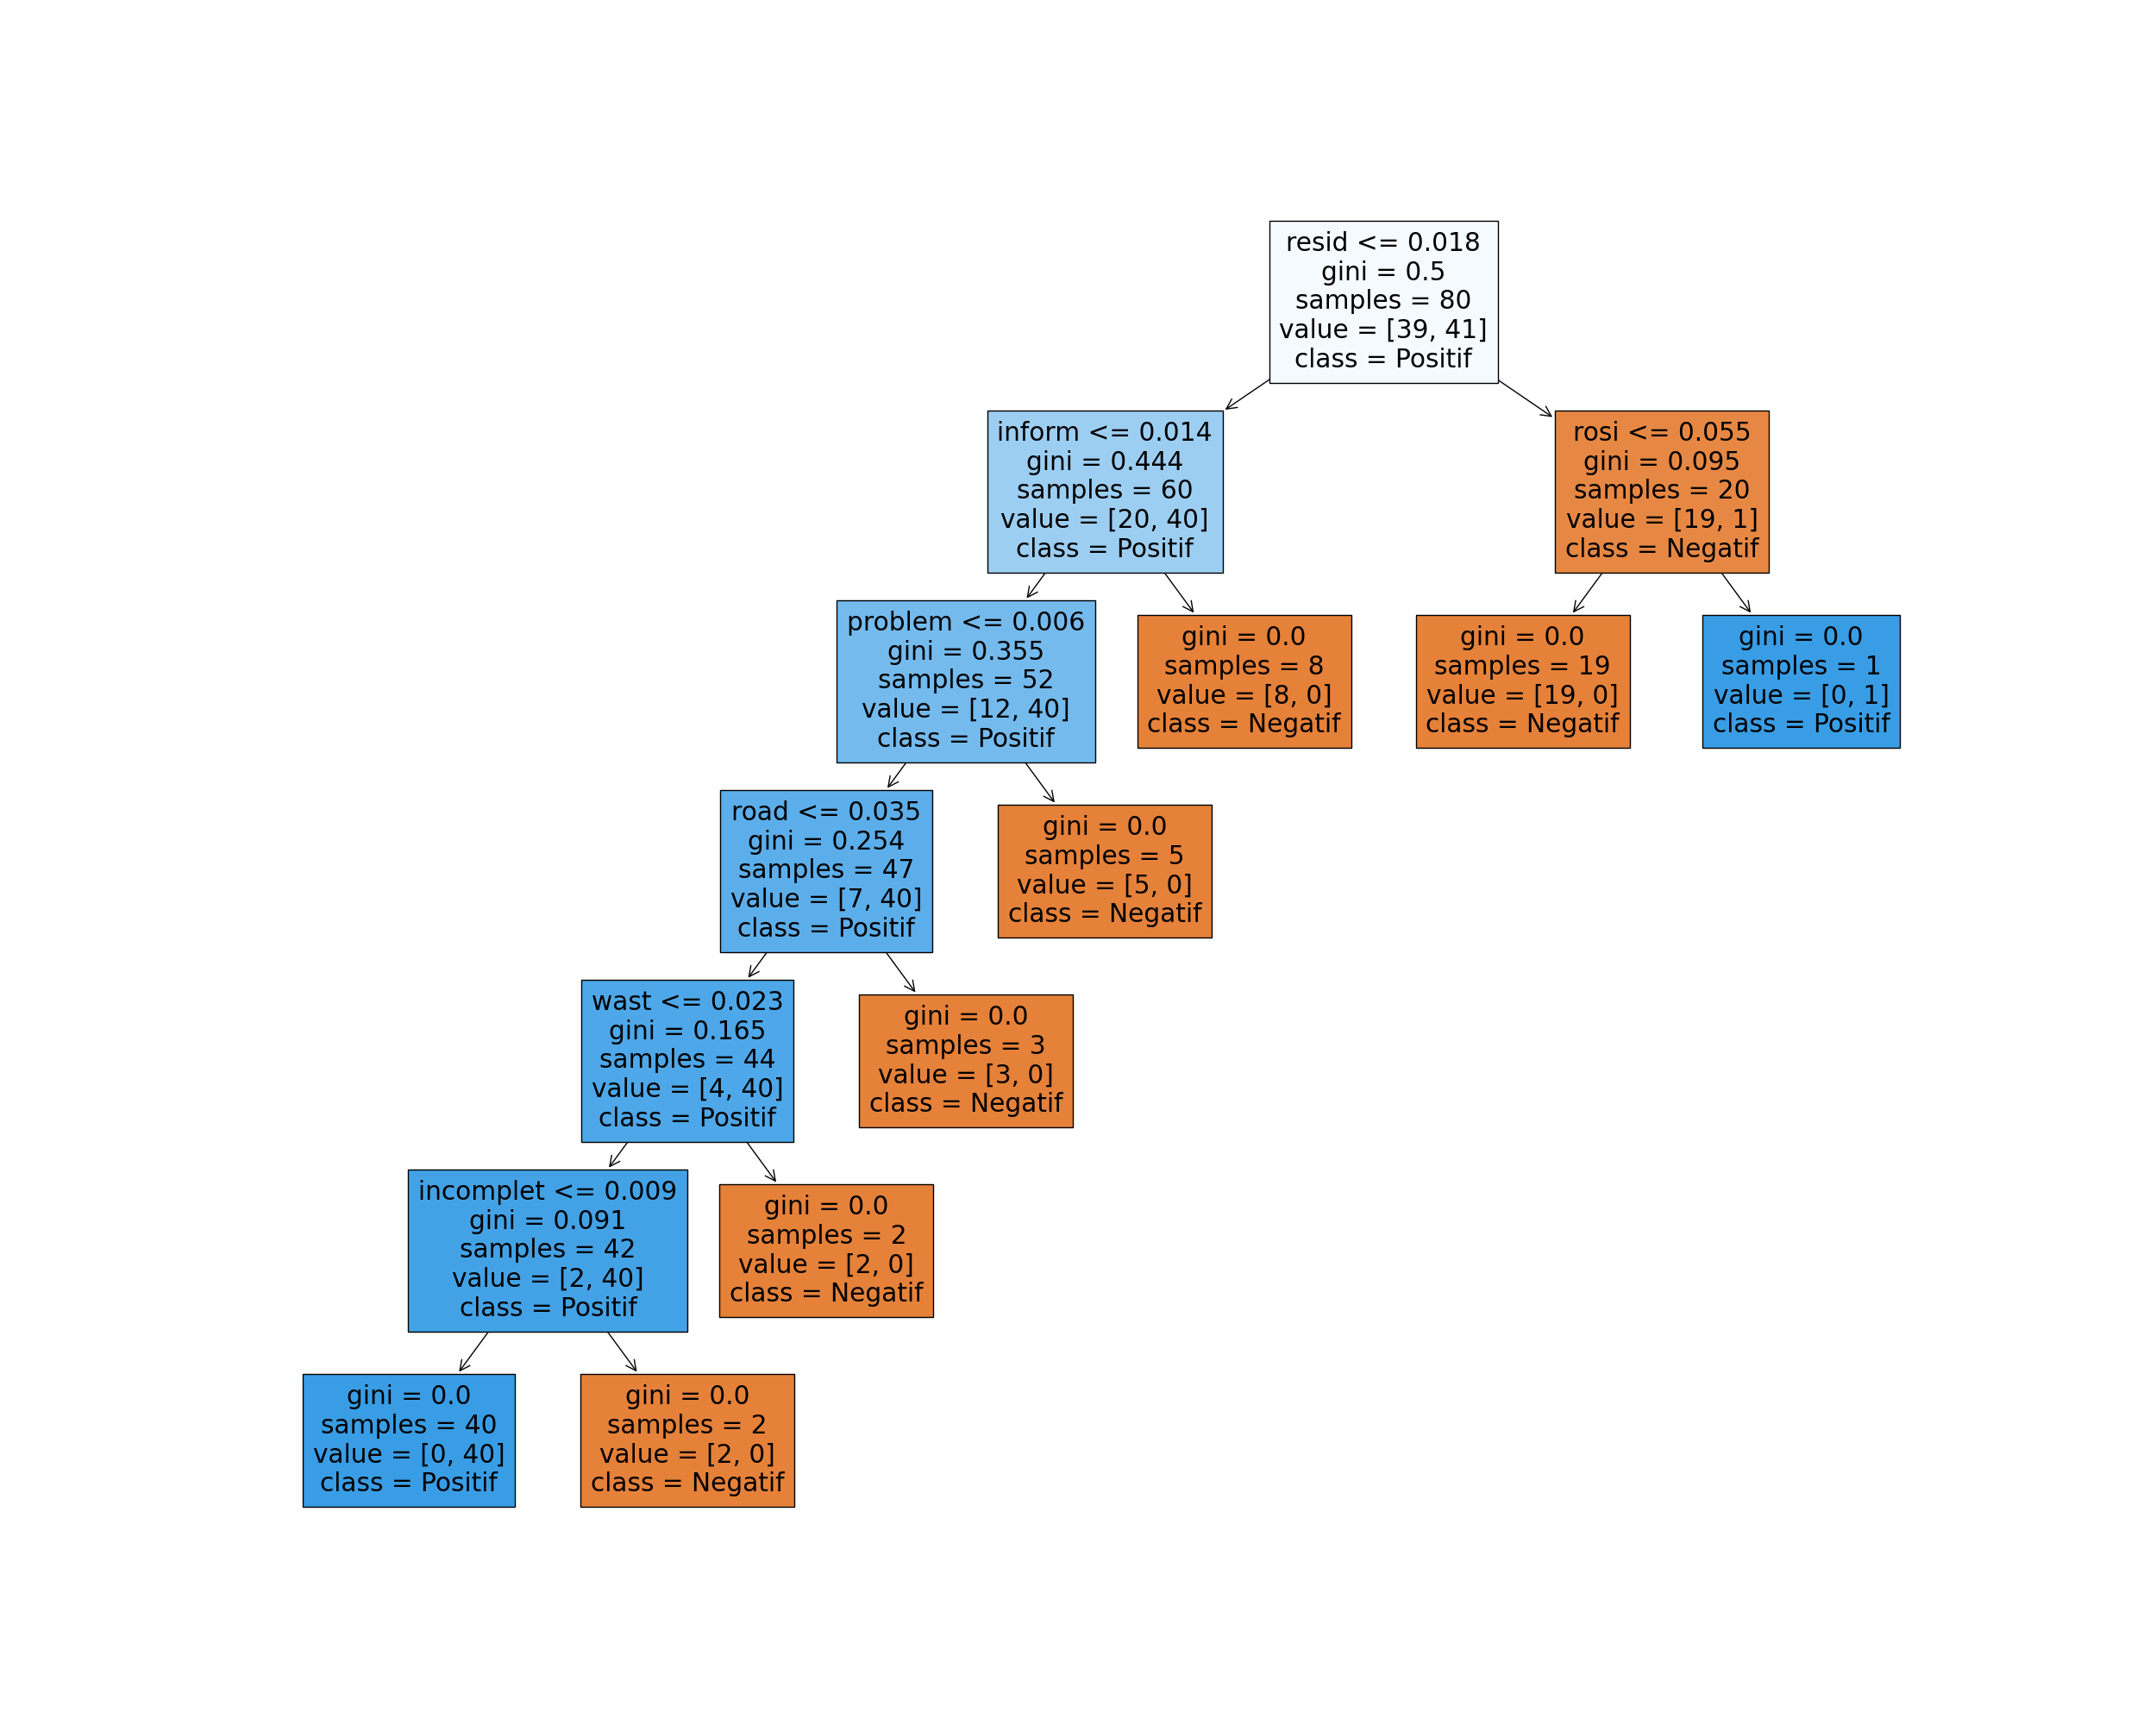 resid <= 0.018
gini = 0.5
samples = 80
value = [39, 41]
class = Positif
inform <= 0.014
gini = 0.444
samples = 60
value = [20, 40]
class = Positif
rosi <= 0.055
gini = 0.095
samples = 20
value = [19, 1]
class = Negatif
problem <= 0.006
gini = 0.355
samples = 52
value = [12, 40]
class = Positif
gini = 0.0
samples = 8
value = [8, 0]
class = Negatif
gini = 0.0
samples = 19
value = [19, 0]
class = Negatif
gini = 0.0
samples = 1
value = [0, 1]
class = Positif
road <= 0.035
gini = 0.254
samples = 47
value = [7, 40]
class = Positif
gini = 0.0
samples = 5
value = [5, 0]
class = Negatif
wast <= 0.023
gini = 0.165
samples = 44
value = [4, 40]
class = Positif
gini = 0.0
samples = 3
value = [3, 0]
class = Negatif
incomplet <= 0.009
gini = 0.091
samples = 42
value = [2, 40]
class = Positif
gini = 0.0
samples = 2
value = [2, 0]
class = Negatif
gini = 0.0
samples = 40
value = [0, 40]
class = Positif
gini = 0.0
samples = 2
value = [2, 0]
class = Negatif